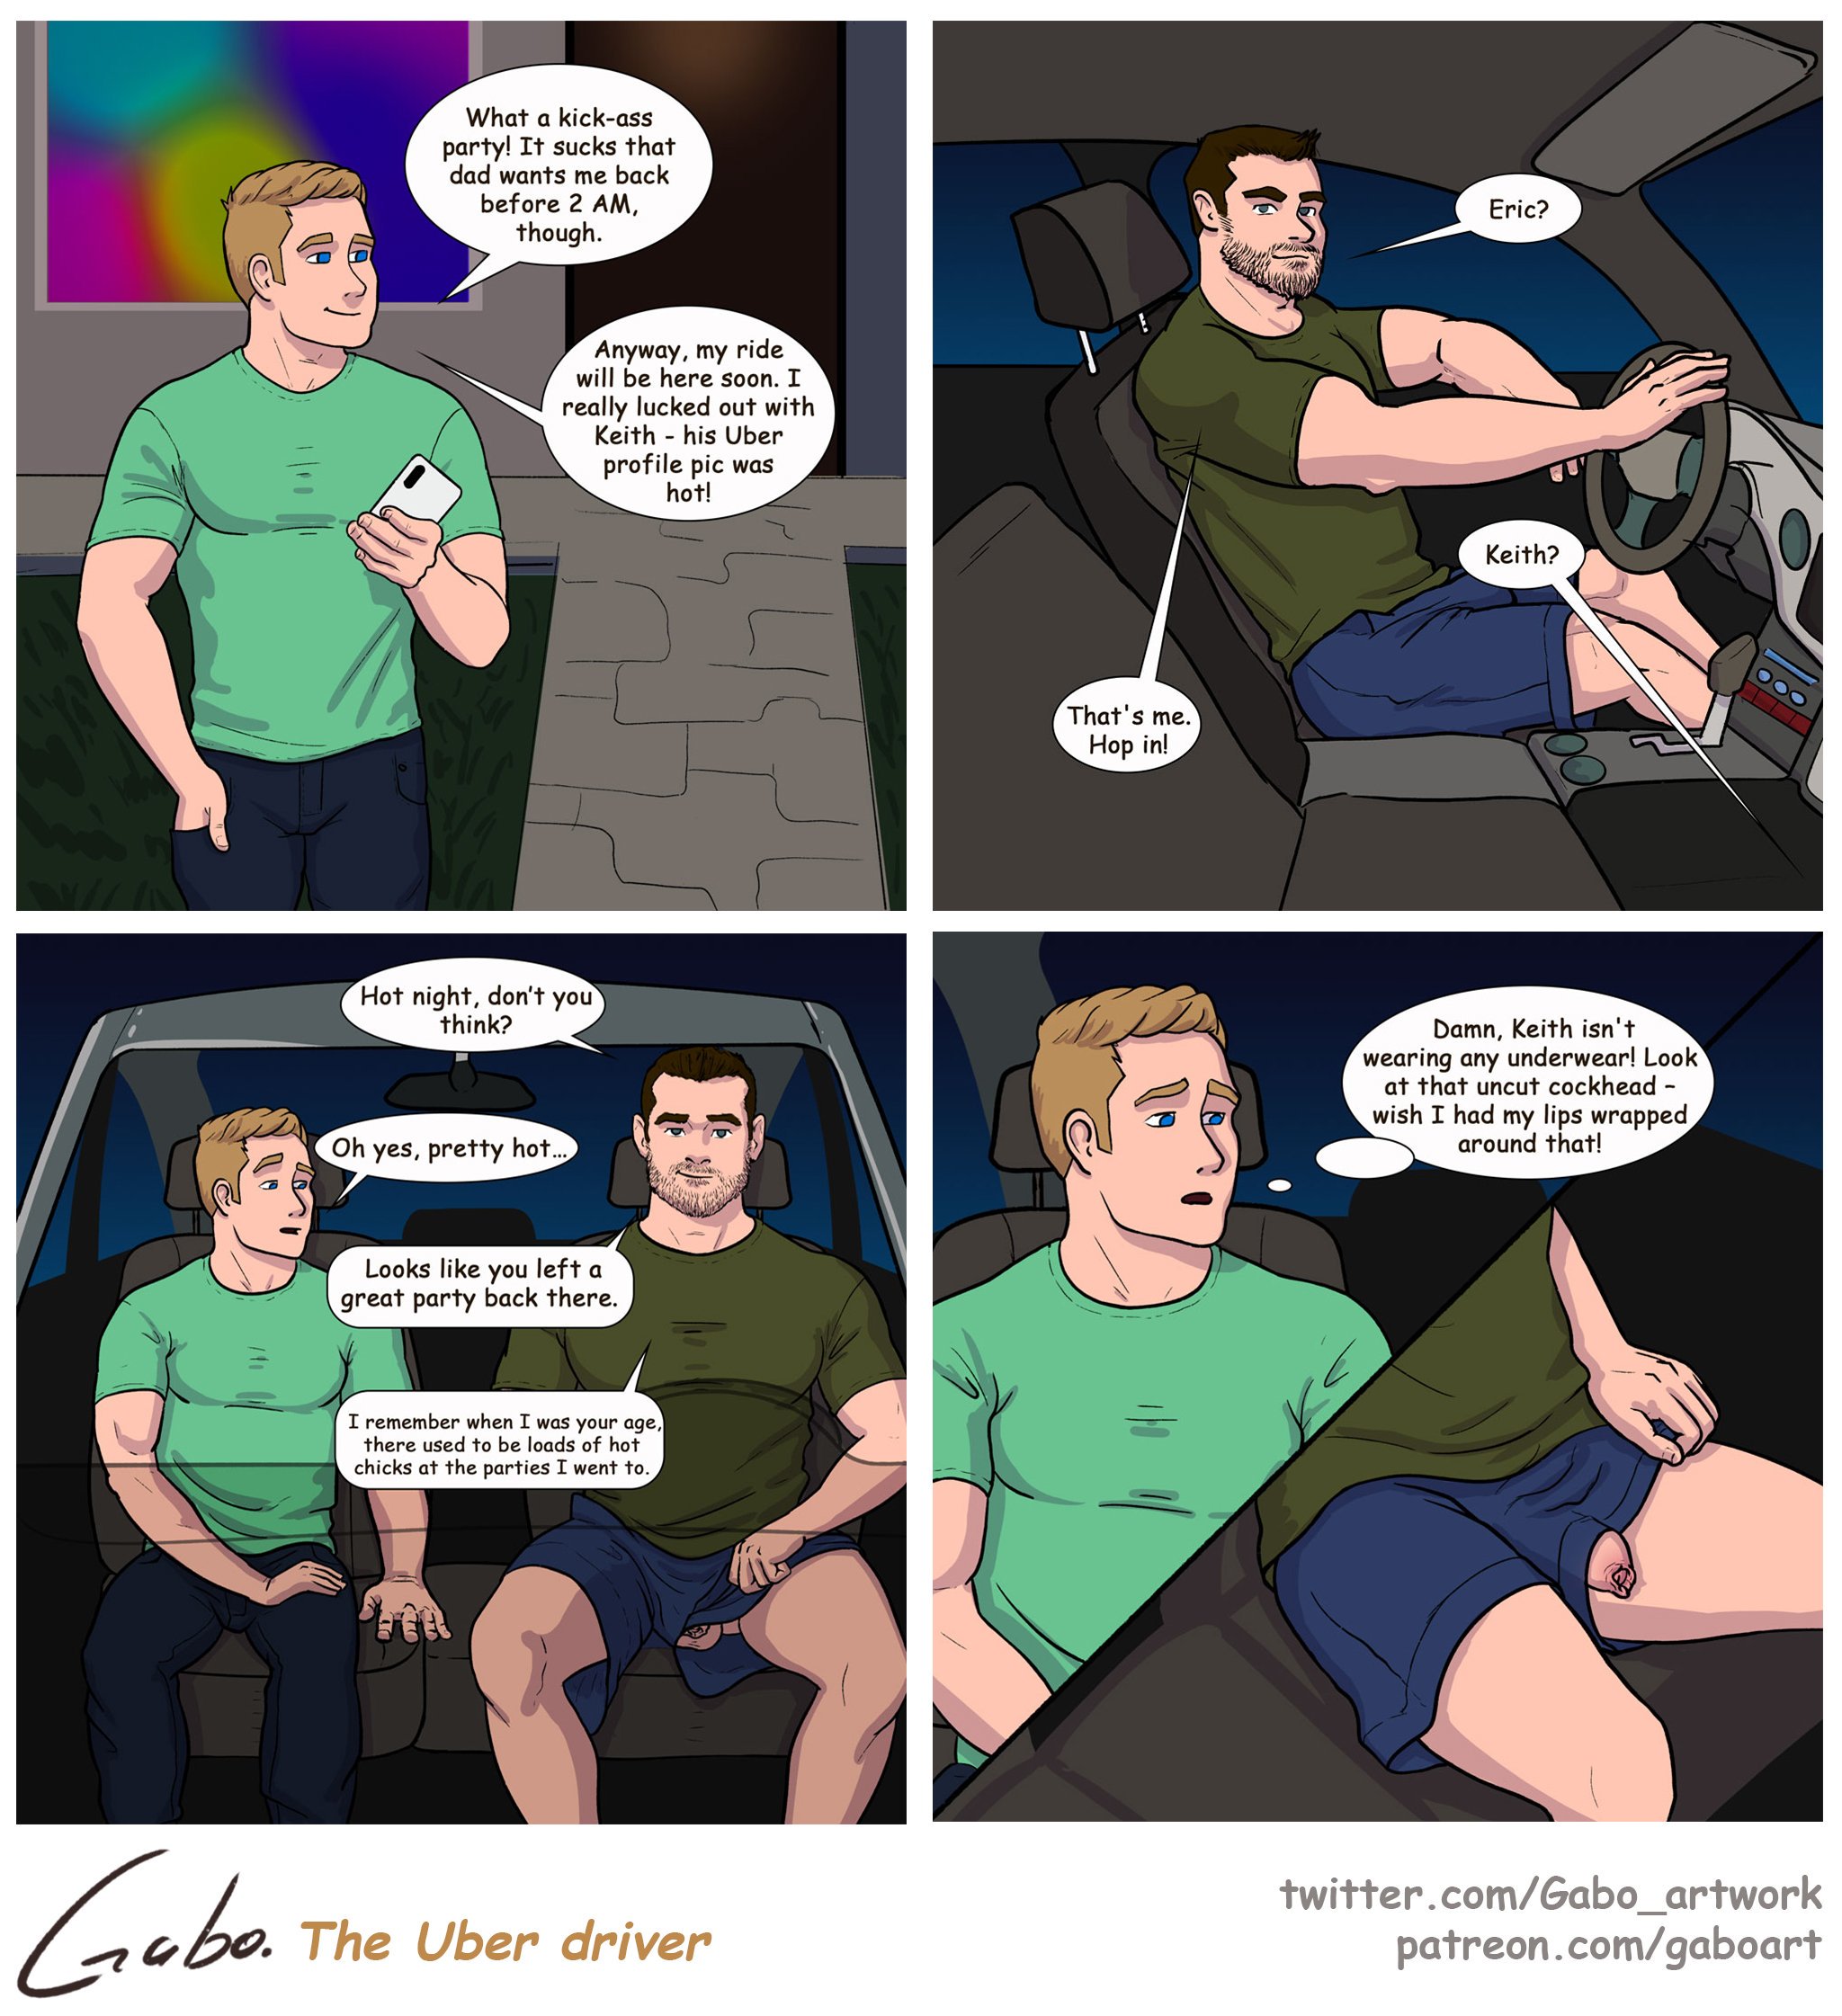 What a kick-ass
party! It sucks that
dad wants me back
before 2 AM,
though.
Anyway, my ride
will be here soon. I
really lucked out with
Keith - his Uber
profile pic was
hot!
Eric?
Keith?
That's me.
Hop in!
Hot night, don't you
think?
Oh yes, pretty hot...
Looks like you left a
great party back there.
I remember when I was your age,
there used to be loads of hot
chicks at the parties I went to.
Damn, Keith isn't
wearing any underwear! Look
at that uncut cockhead -
wish I had my lips wrapped
around that!
Gabo. The Uber driver
twitter.com/Gabo_artwork
patreon.com/gaboart